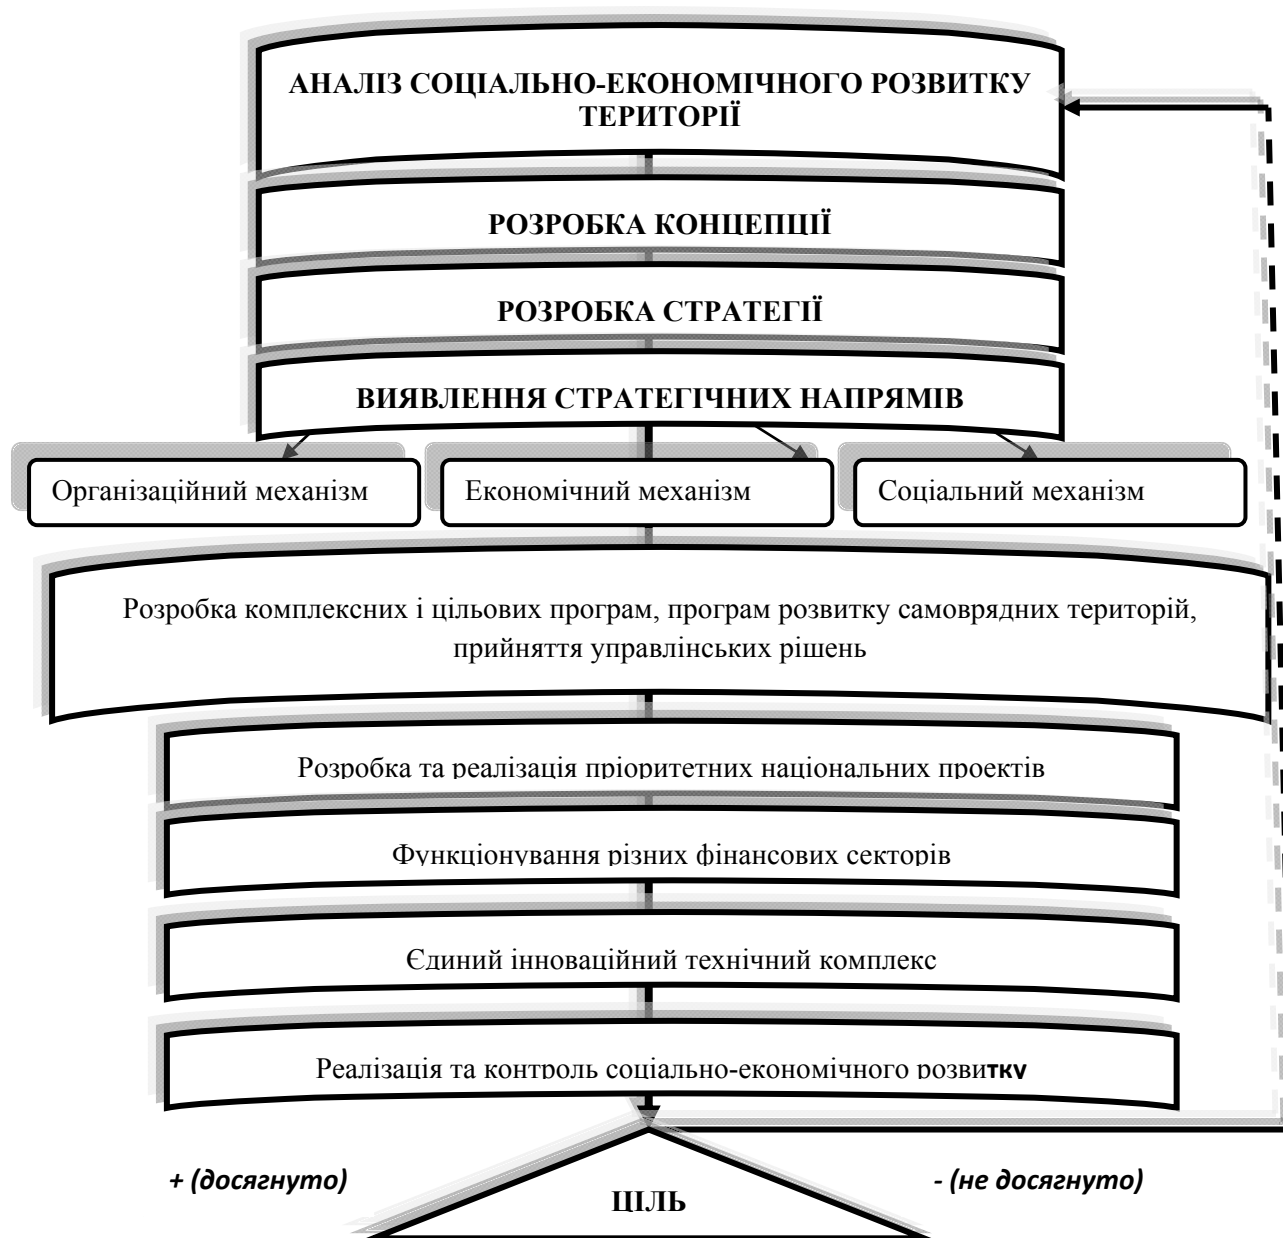 АНАЛІЗ СОЦІАЛЬНО-ЕКОНОМІЧНОГО РОЗВИТКУ
ТЕРИТОРІЇ
РОЗРОБКА КОНЦЕПЦІЇ
РОЗРОБКА СТРАТЕГІЇ
ВИЯВЛЕННЯ СТРАТЕГІЧНИХ НАПРЯМІВ
Організаційний механізм
Економічний механізм
Соціальний механізм
Розробка комплексних і цільових програм, програм розвитку самоврядних територій,
прийняття управлінських рішень
Розробка та реалізація пріоритетних національних проектів
Функціонування різних фінансових секторів
Єдиний інноваційний технічний комплекс
Реалізація та контроль соціально-економічного розвитку
+ (досягнуто)
- (не досягнуто)
ЦІЛЬ